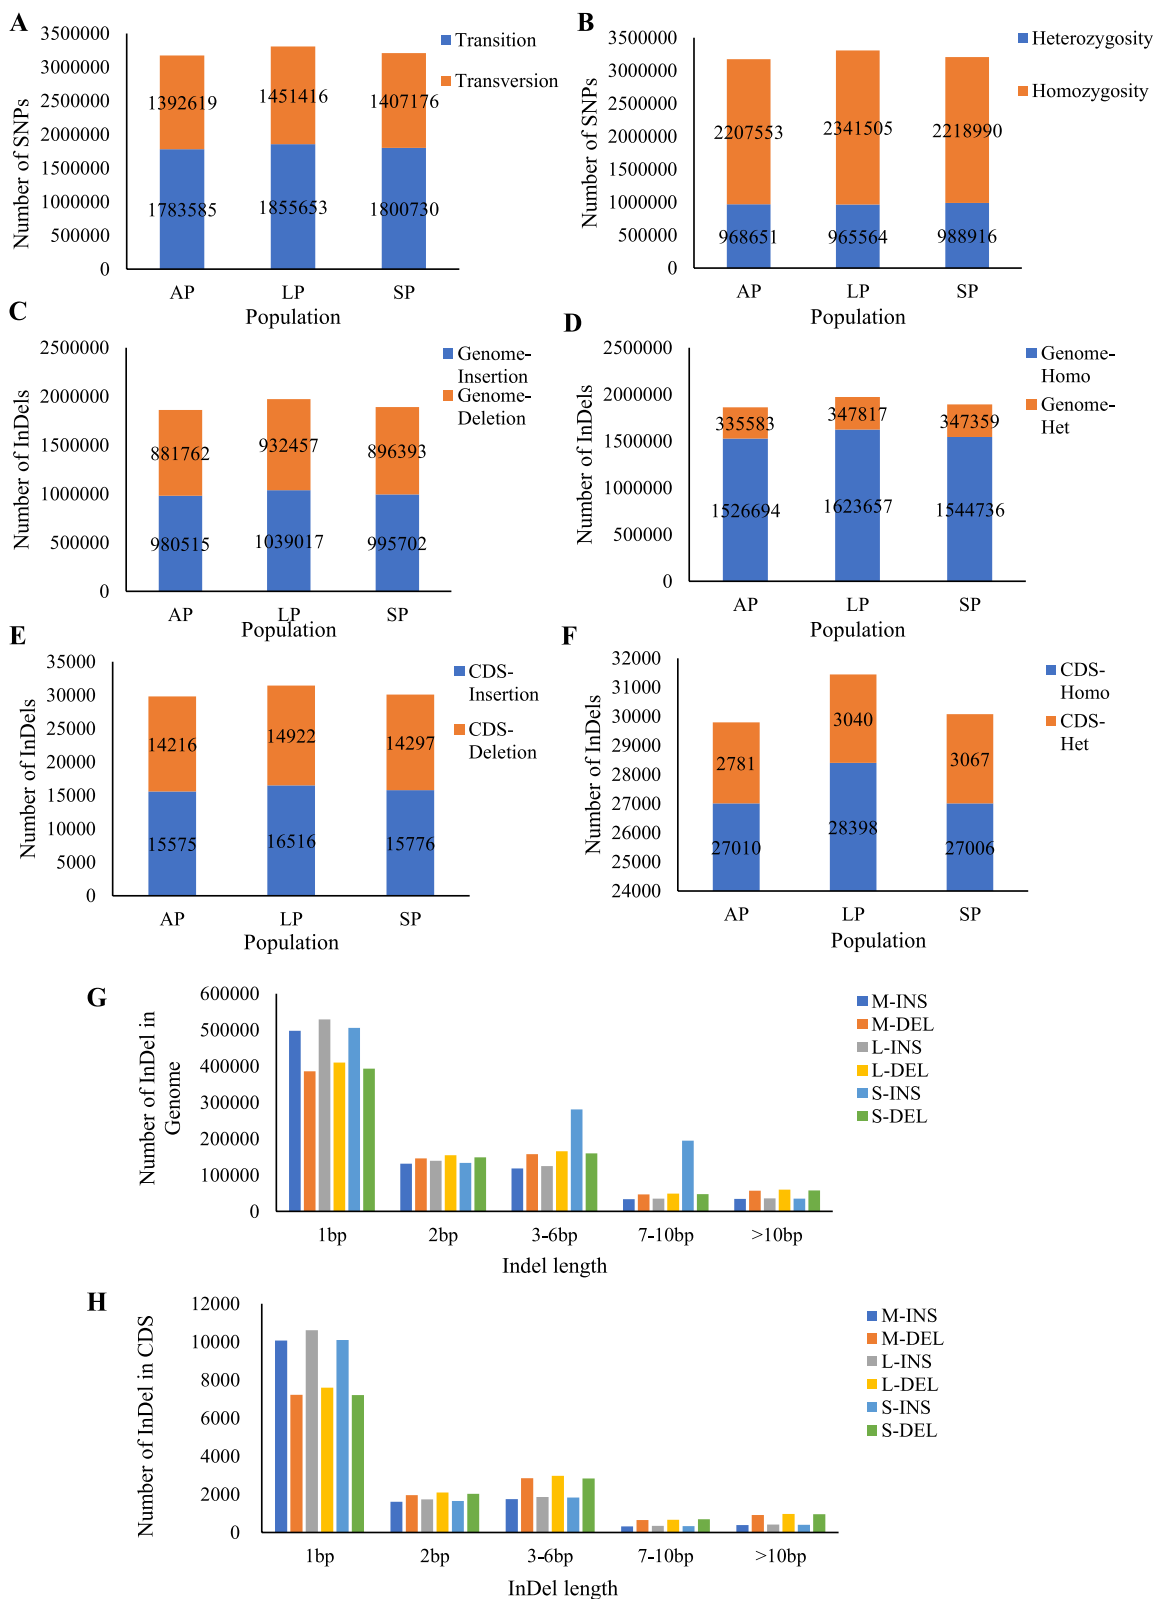 A
Number of SNPs
3500000
3000000
2500000
2000000
1500000
1000000
500000
0
1392619
1451416
1407176
1783585
1855653
1800730
AP
LP
SP
Population
Transition
Transversion
B
Number of SNPs
3500000
3000000
2500000
2000000
1500000
1000000
500000
0
2207553
2341505
2218990
968651
965564
988916
AP
LP
SP
Population
Heterozygosity
Homozygosity
C
Number of InDels
2500000
2000000
1500000
1000000
500000
0
881762
932457
896393
980515
1039017
995702
AP
LP
SP
Population
Genome-
Insertion
Genome-
Deletion
D
Number of InDels
2500000
2000000
1500000
1000000
500000
0
335583
347817
347359
1526694
1623657
1544736
AP
LP
SP
Population
Genome-
Homo
Genome-
Het
E
Number of InDels
35000
30000
25000
20000
15000
10000
5000
0
14216
14922
14297
15575
16516
15776
AP
LP
SP
Population
CDS-
Insertion
CDS-
Deletion
F
Number of InDels
32000
31000
30000
29000
28000
27000
26000
25000
24000
2781
3040
3067
27010
28398
27006
AP
LP
SP
Population
CDS-
Homo
CDS-
Het
G
Number of InDel in
Genome
600000
500000
400000
300000
200000
100000
0
1bp
2bp
3-6bp
7-10bp
>10bp
Indel length
M-INS
M-DEL
L-INS
L-DEL
S-INS
S-DEL
H
Number of InDel in CDS
12000
10000
8000
6000
4000
2000
0
1bp
2bp
3-6bp
7-10bp
>10bp
InDel length
M-INS
M-DEL
L-INS
L-DEL
S-INS
S-DEL